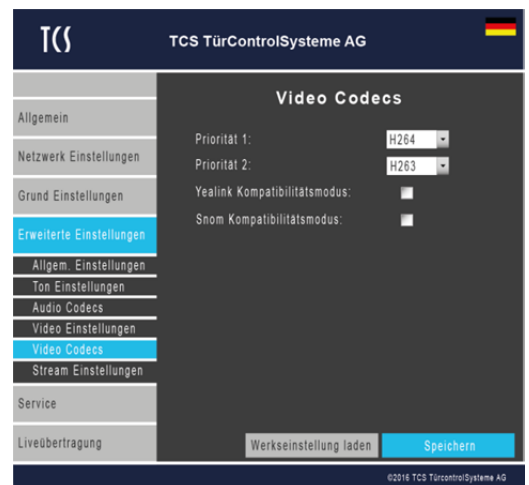 TCS
TCS TürControlSysteme AG
Video Codecs
Allgemein
Netzwerk Einstellungen
Grund Einstellungen
Erweiterte Einstellungen
Allgem. Einstellungen
Ton Einstellungen
Audio Codecs
Video Einstellungen
Video Codecs
Stream Einstellungen
Service
Liveübertragung
Priorität 1: H264
Priorität 2: H263
Yealink Kompatibilitätsmodus:
Snom Kompatibilitätsmodus:
Werkseinstellung laden
Speichern
©2016 TCS TürcontrolSysteme AG